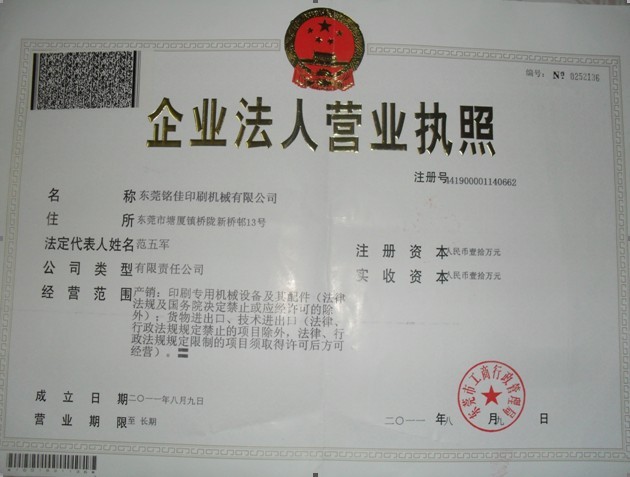 编号: № 0252136
企业法人营业执照
注册号441900001140662
名称 东莞铭佳印刷机械有限公司
住所 东莞市塘厦镇桥陇新桥邨13号
法定代表人姓名 范五军
注册资本 人民币壹拾万元
公司类型 有限责任公司
实收资本 人民币壹拾万元
经营范围 产销：印刷专用机械设备及其配件（法律
法规及国务院决定禁止或应经许可的除
外）；货物进出口、技术进出口（法律、
行政法规规定禁止的项目除外，法律、行
政法规规定限制的项目须取得许可后方可
经营）。
东莞市工商行政管理局
成立日期 二〇一一年八月九日
营业期限 至 长期
二〇一一 年 八 月 九 日